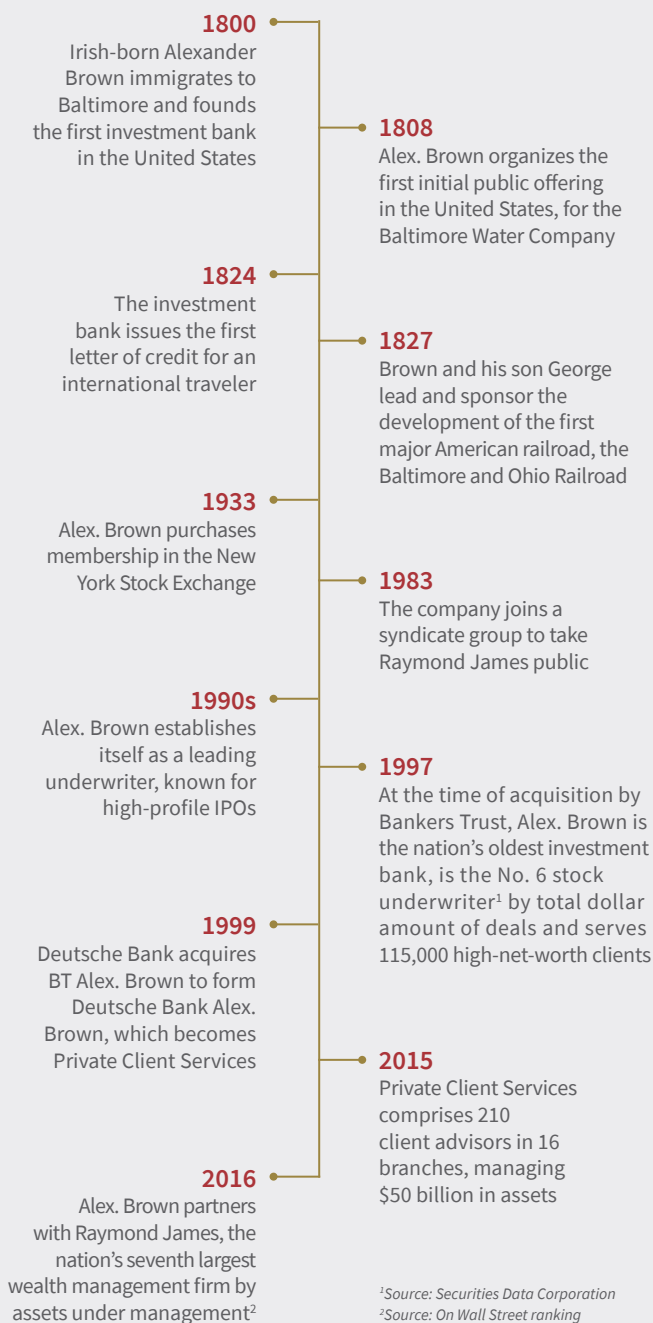 1800
Irish-born Alexander
Brown immigrates to
Baltimore and founds
the first investment bank
in the United States
1808
Alex. Brown organizes the
first initial public offering
in the United States, for the
Baltimore Water Company
1824
The investment
bank issues the first
letter of credit for an
international traveler
1827
Brown and his son George
lead and sponsor the
development of the first
major American railroad, the
Baltimore and Ohio Railroad
1933
Alex. Brown purchases
membership in the New
York Stock Exchange
1983
The company joins a
syndicate group to take
Raymond James public
1990s
Alex. Brown establishes
itself as a leading
underwriter, known for
high-profile IPOs
1997
At the time of acquisition by
Bankers Trust, Alex. Brown is
the nation’s oldest investment
bank, is the No. 6 stock
underwriter¹ by total dollar
amount of deals and serves
115,000 high-net-worth clients
1999
Deutsche Bank acquires
BT Alex. Brown to form
Deutsche Bank Alex.
Brown, which becomes
Private Client Services
2015
Private Client Services
comprises 210
client advisors in 16
branches, managing
$50 billion in assets
2016
Alex. Brown partners
with Raymond James, the
nation’s seventh largest
wealth management firm by
assets under management²
¹Source: Securities Data Corporation
²Source: On Wall Street ranking